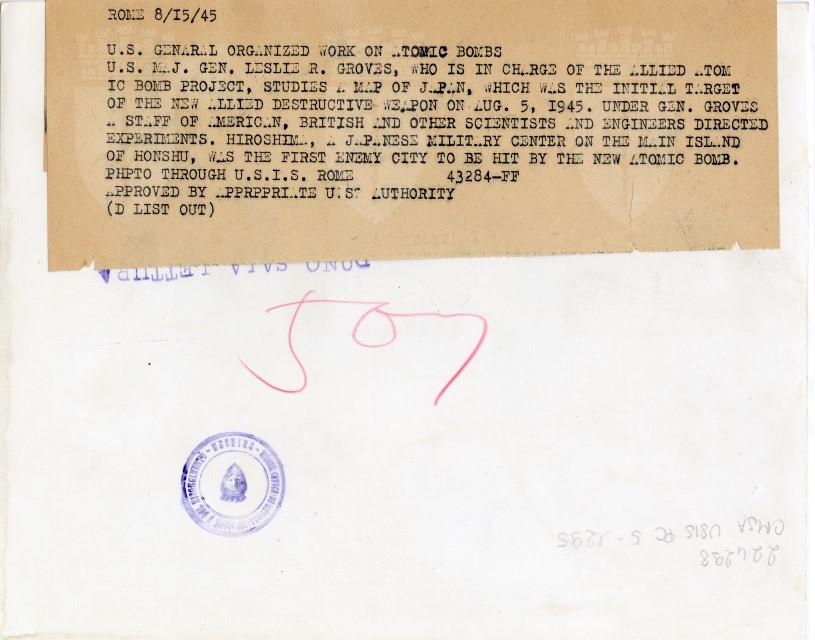 ROME 8/15/45
U.S. GENERAL ORGANIZED WORK ON ATOMIC BOMBS
U.S. MAJ. GEN. LESLIE R. GROVES, WHO IS IN CHARGE OF THE ALLIED ATOM
IC BOMB PROJECT, STUDIES A MAP OF JAPAN, WHICH WAS THE INITIAL TARGET
OF THE NEW ALLIED DESTRUCTIVE WEAPON ON AUG. 5, 1945. UNDER GEN. GROVES
A STAFF OF AMERICAN, BRITISH AND OTHER SCIENTISTS AND ENGINEERS DIRECTED
EXPERIMENTS. HIROSHIMA, A JAPANESE MILITARY CENTER ON THE MAIN ISLAND
OF HONSHU, WAS THE FIRST ENEMY CITY TO BE HIT BY THE NEW ATOMIC BOMB.
PHPTO THROUGH U.S.I.S. ROME 43284-FF
APPROVED BY APPRPPRIATE U.S? AUTHORITY
(D LIST OUT)
DONO SALA LETTURA
224298
CMSA USIS PC 5-1295